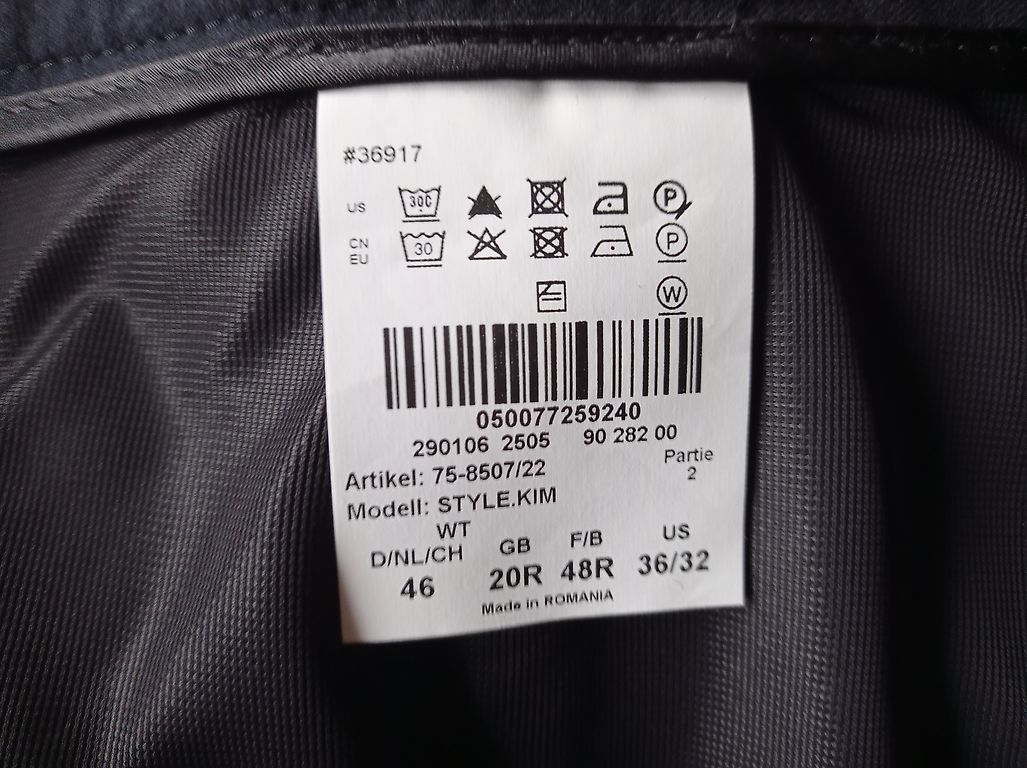 #36917
US 30C P
CN
EU 30 P
W
050077259240
290106 2505 90 282 00
Artikel: 75-8507/22 Partie
2
Modell: STYLE.KIM
WT
D/NL/CH GB F/B US
46 20R 48R 36/32
Made in ROMANIA